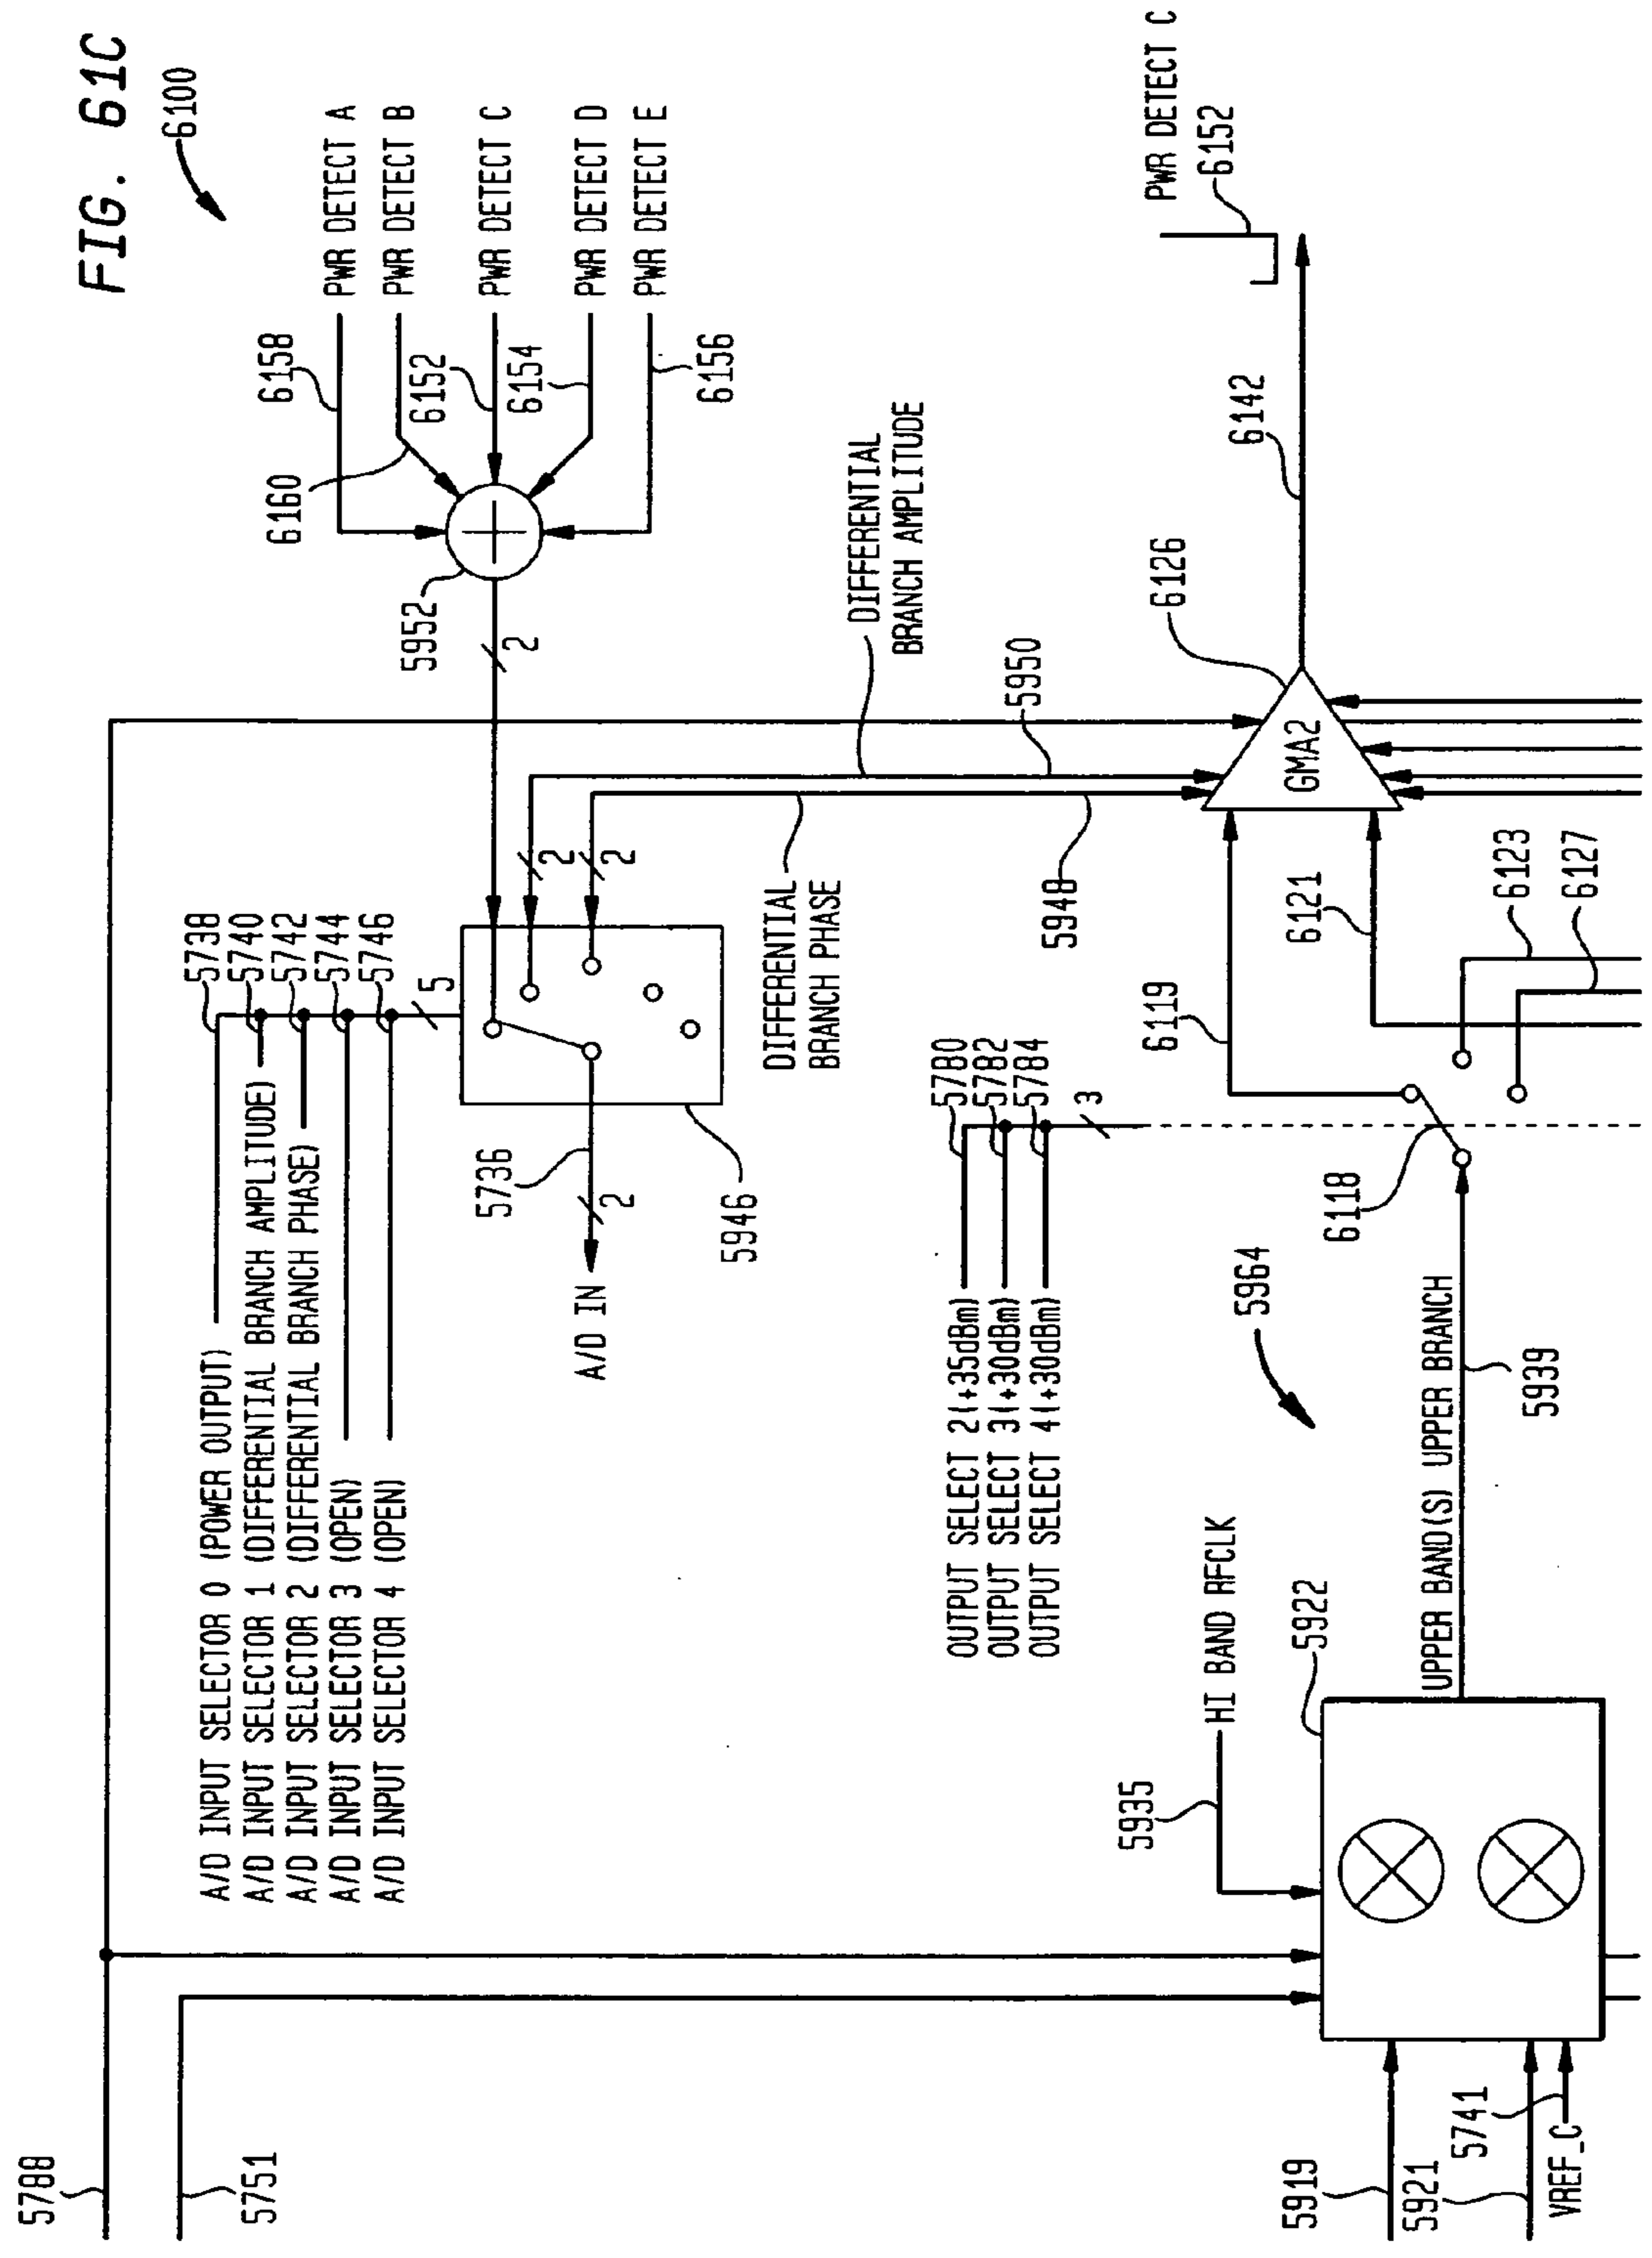 FIG. 61C
6100
5788
5751
A/D INPUT SELECTOR 0 (POWER OUTPUT)
A/D INPUT SELECTOR 1 (DIFFERENTIAL BRANCH AMPLITUDE)
A/D INPUT SELECTOR 2 (DIFFERENTIAL BRANCH PHASE)
A/D INPUT SELECTOR 3 (OPEN)
A/D INPUT SELECTOR 4 (OPEN)
5738
5740
5742
5744
5746
5
PWR DETECT A
PWR DETECT B
PWR DETECT C
PWR DETECT D
PWR DETECT E
6158
6160
6152
6154
6156
5952
2
2
2
A/D IN
5736
2
5946
DIFFERENTIAL
BRANCH PHASE
DIFFERENTIAL
BRANCH AMPLITUDE
5950
5948
OUTPUT SELECT 2(+35dBm)
OUTPUT SELECT 3(+30dBm)
OUTPUT SELECT 4(+30dBm)
5780
5782
5784
3
PWR DETECT C
6152
6142
6126
GMA2
6119
6121
6123
6127
6118
5964
HI BAND RFCLK
5935
5922
UPPER BAND(S) UPPER BRANCH
5939
5919
5921
5741
VREF_C